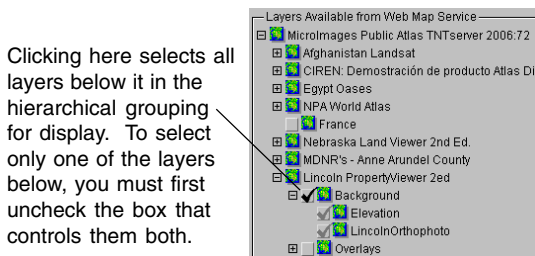 Clicking here selects all
layers below it in the
hierarchical grouping
for display. To select
only one of the layers
below, you must first
uncheck the box that
controls them both.
Layers Available from Web Map Service
MicroImages Public Atlas TNTserver 2006:72
Afghanistan Landsat
CIREN: Demostración de producto Atlas Di
Egypt Oases
NPA World Atlas
France
Nebraska Land Viewer 2nd Ed.
MDNR's - Anne Arundel County
Lincoln PropertyViewer 2ed
Background
Elevation
LincolnOrthophoto
Overlays